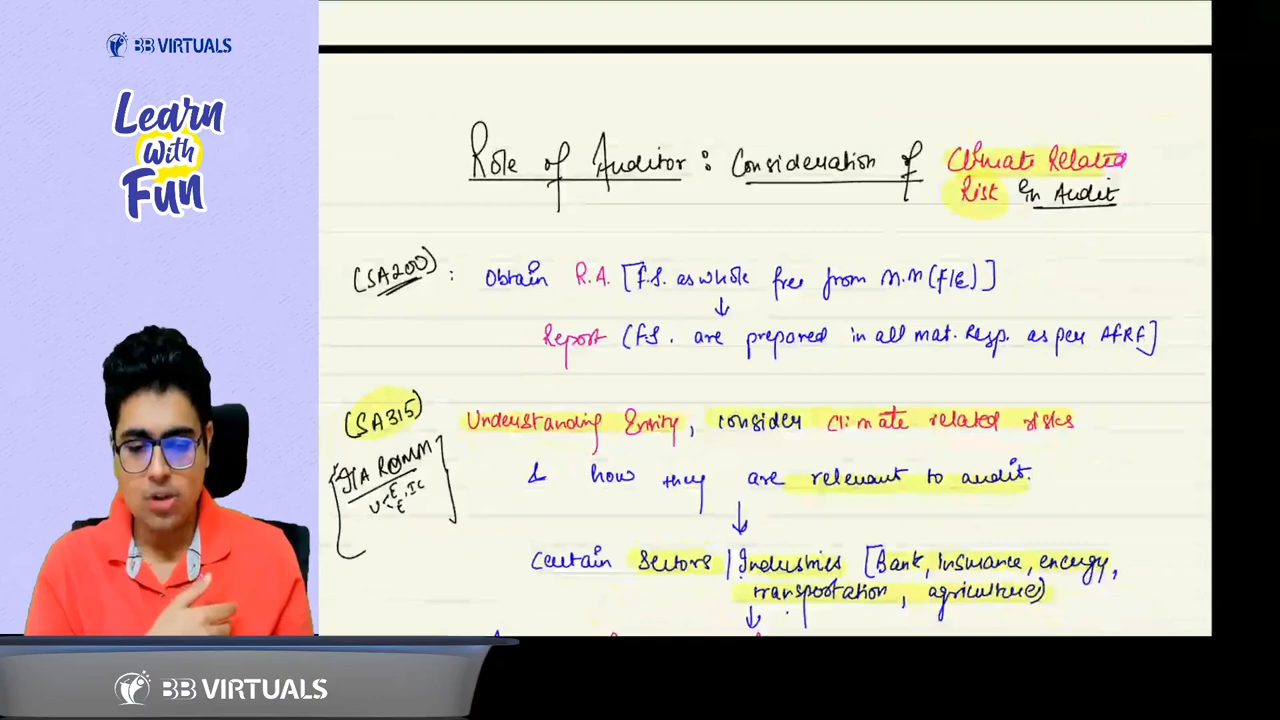 BB VIRTUALS
Learn
With
Fun
Role of Auditor : Consideration of Climate Related
Risk in Audit
(SA200) : Obtain R.A. [F.S. as whole free from M.M (F/E)]
↓
Report (F.S. are prepared in all mat. Resp. as per AFRF]
(SA315) Understanding Entity, consider climate related risks
& how they are relevant to audit.
↓
Certain Sectors / Industries [Bank, insurance, energy,
transportation, agriculture)
↓
BB VIRTUALS